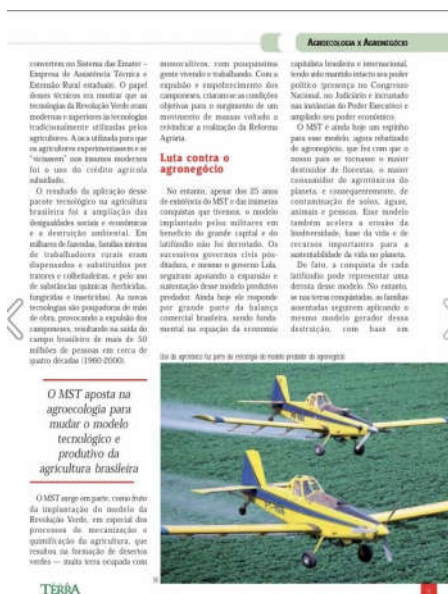 AGROECOLOGIA X AGRONEGÓCIO
convertem no Sistema das Emater –
Empresa de Assistência Técnica e
Extensão Rural estaduais. O papel
desses técnicos era mostrar que as
tecnologias da Revolução Verde eram
modernas e superiores às tecnologias
tradicionalmente utilizadas pelos
agricultores. A isca utilizada para que
os agricultores experimentassem e se
"viciassem" nos insumos modernos
foi o uso do crédito agrícola
subsidiado.
O resultado da aplicação desse
pacote tecnológico na agricultura
brasileira foi a ampliação das
desigualdades sociais e econômicas
e a destruição ambiental. Em
milhares de fazendas, famílias inteiras
de trabalhadores rurais eram
dispensados e substituídos por
tratores e colheitadeiras, e pelo uso
de substâncias químicas (herbicidas,
fungicidas e inseticidas). As novas
tecnologias são poupadoras de mão
de obra, provocando a expulsão dos
camponeses, resultando na saída do
campo brasileiro de mais de 50
milhões de pessoas em cerca de
quatro décadas (1960-2000).
O MST aposta na
agroecologia para
mudar o modelo
tecnológico e
produtivo da
agricultura brasileira
O MST surge em parte, como fruto
da implantação do modelo da
Revolução Verde, em especial dos
processos de mecanização e
quimificação da agricultura, que
resultou na formação de desertos
verdes — muita terra ocupada com
monocultivos, com pouquíssima
gente vivendo e trabalhando. Com a
expulsão e empobrecimento dos
camponeses, criaram-se as condições
objetivas para o surgimento de um
movimento de massas voltado a
reivindicar a realização da Reforma
Agrária.
Luta contra o
agronegócio
No entanto, apesar dos 25 anos
de existência do MST e das inúmeras
conquistas que tivemos, o modelo
implantado pelos militares em
benefício do grande capital e do
latifúndio não foi derrotado. Os
sucessivos governos civis pós-
ditadura, e mesmo o governo Lula,
seguiram apoiando a expansão e
sustentação desse modelo produtivo
predador. Ainda hoje ele responde
por grande parte da balança
comercial brasileira, sendo funda-
mental na equação da economia
capitalista brasileira e internacional,
tendo sido mantido intacto seu poder
político (presença no Congresso
Nacional, no Judiciário e incrustado
nas instâncias do Poder Executivo) e
ampliado seu poder econômico.
O MST é ainda hoje um espinho
para esse modelo, agora rebatizado
de agronegócio, que fez com que o
nosso país se tornasse o maior
destruidor de florestas, o maior
consumidor de agrotóxicos do
planeta, e consequentemente, de
contaminação de solos, águas,
animais e pessoas. Esse modelo
também acelera a erosão da
biodiversidade, base da vida e de
recursos importantes para a
sustentabilidade da vida no planeta.
De fato, a conquista de cada
latifúndio pode representar uma
derrota desse modelo. No entanto,
se nas terras conquistadas, as famílias
assentadas seguirem aplicando o
mesmo modelo gerador dessa
destruição, com base em
Uso do agrotóxico faz parte da estratégia do modelo predador do agronegócio
TERRA